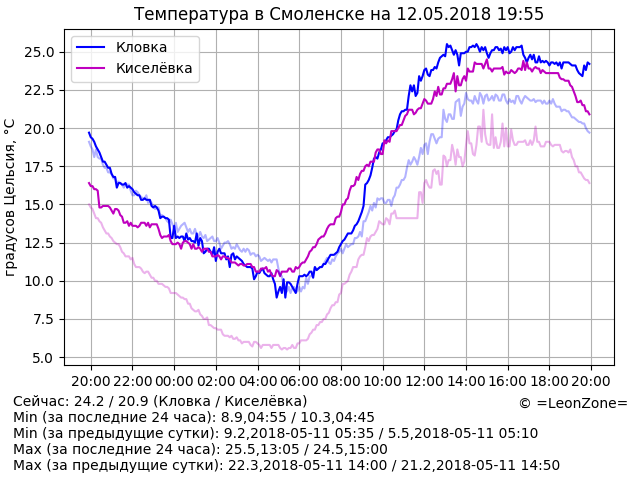 Температура в Смоленске на 12.05.2018 19:55
Кловка
Киселёвка
градусов Цельсия, °C
25.0
22.5
20.0
17.5
15.0
12.5
10.0
7.5
5.0
20:00 22:00 00:00 02:00 04:00 06:00 08:00 10:00 12:00 14:00 16:00 18:00 20:00
Сейчас: 24.2 / 20.9 (Кловка / Киселёвка)
© =LeonZone=
Min (за последние 24 часа): 8.9,04:55 / 10.3,04:45
Min (за предыдущие сутки): 9.2,2018-05-11 05:35 / 5.5,2018-05-11 05:10
Max (за последние 24 часа): 25.5,13:05 / 24.5,15:00
Max (за предыдущие сутки): 22.3,2018-05-11 14:00 / 21.2,2018-05-11 14:50